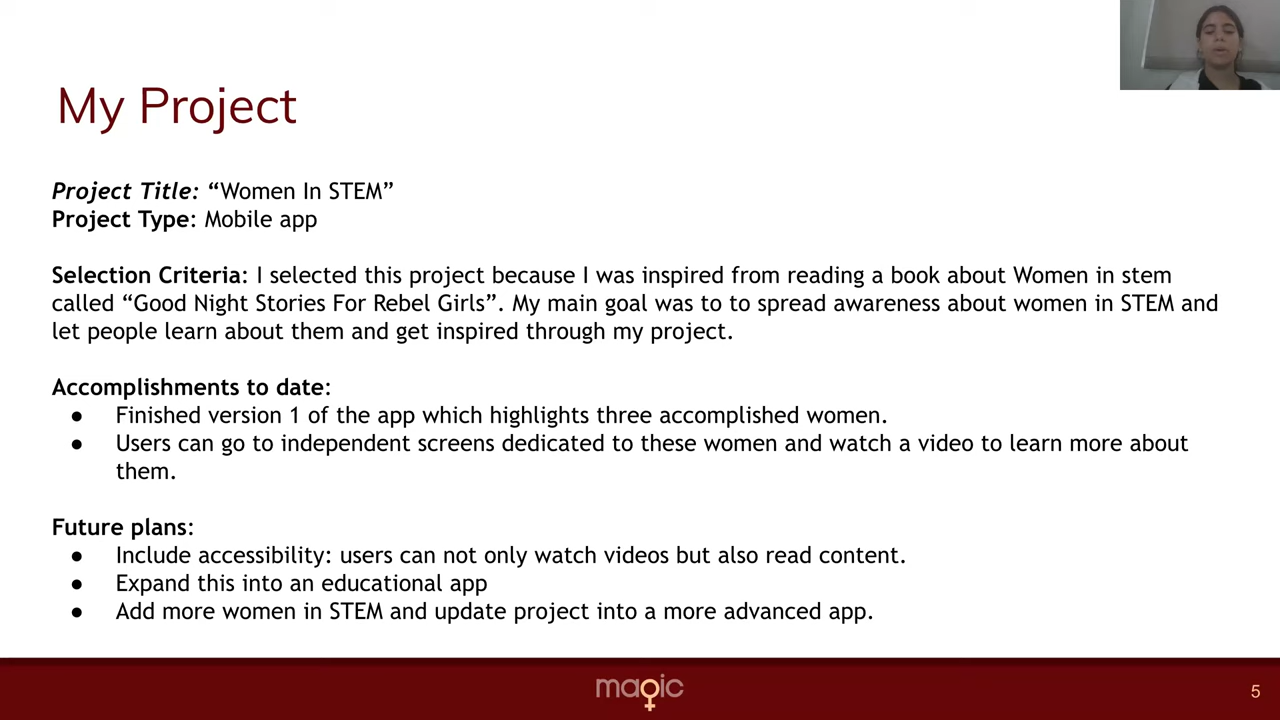 My Project
Project Title: “Women In STEM”
Project Type: Mobile app
Selection Criteria: I selected this project because I was inspired from reading a book about Women in stem
called “Good Night Stories For Rebel Girls”. My main goal was to to spread awareness about women in STEM and
let people learn about them and get inspired through my project.
Accomplishments to date:
● Finished version 1 of the app which highlights three accomplished women.
● Users can go to independent screens dedicated to these women and watch a video to learn more about
them.
Future plans:
● Include accessibility: users can not only watch videos but also read content.
● Expand this into an educational app
● Add more women in STEM and update project into a more advanced app.
magic
5